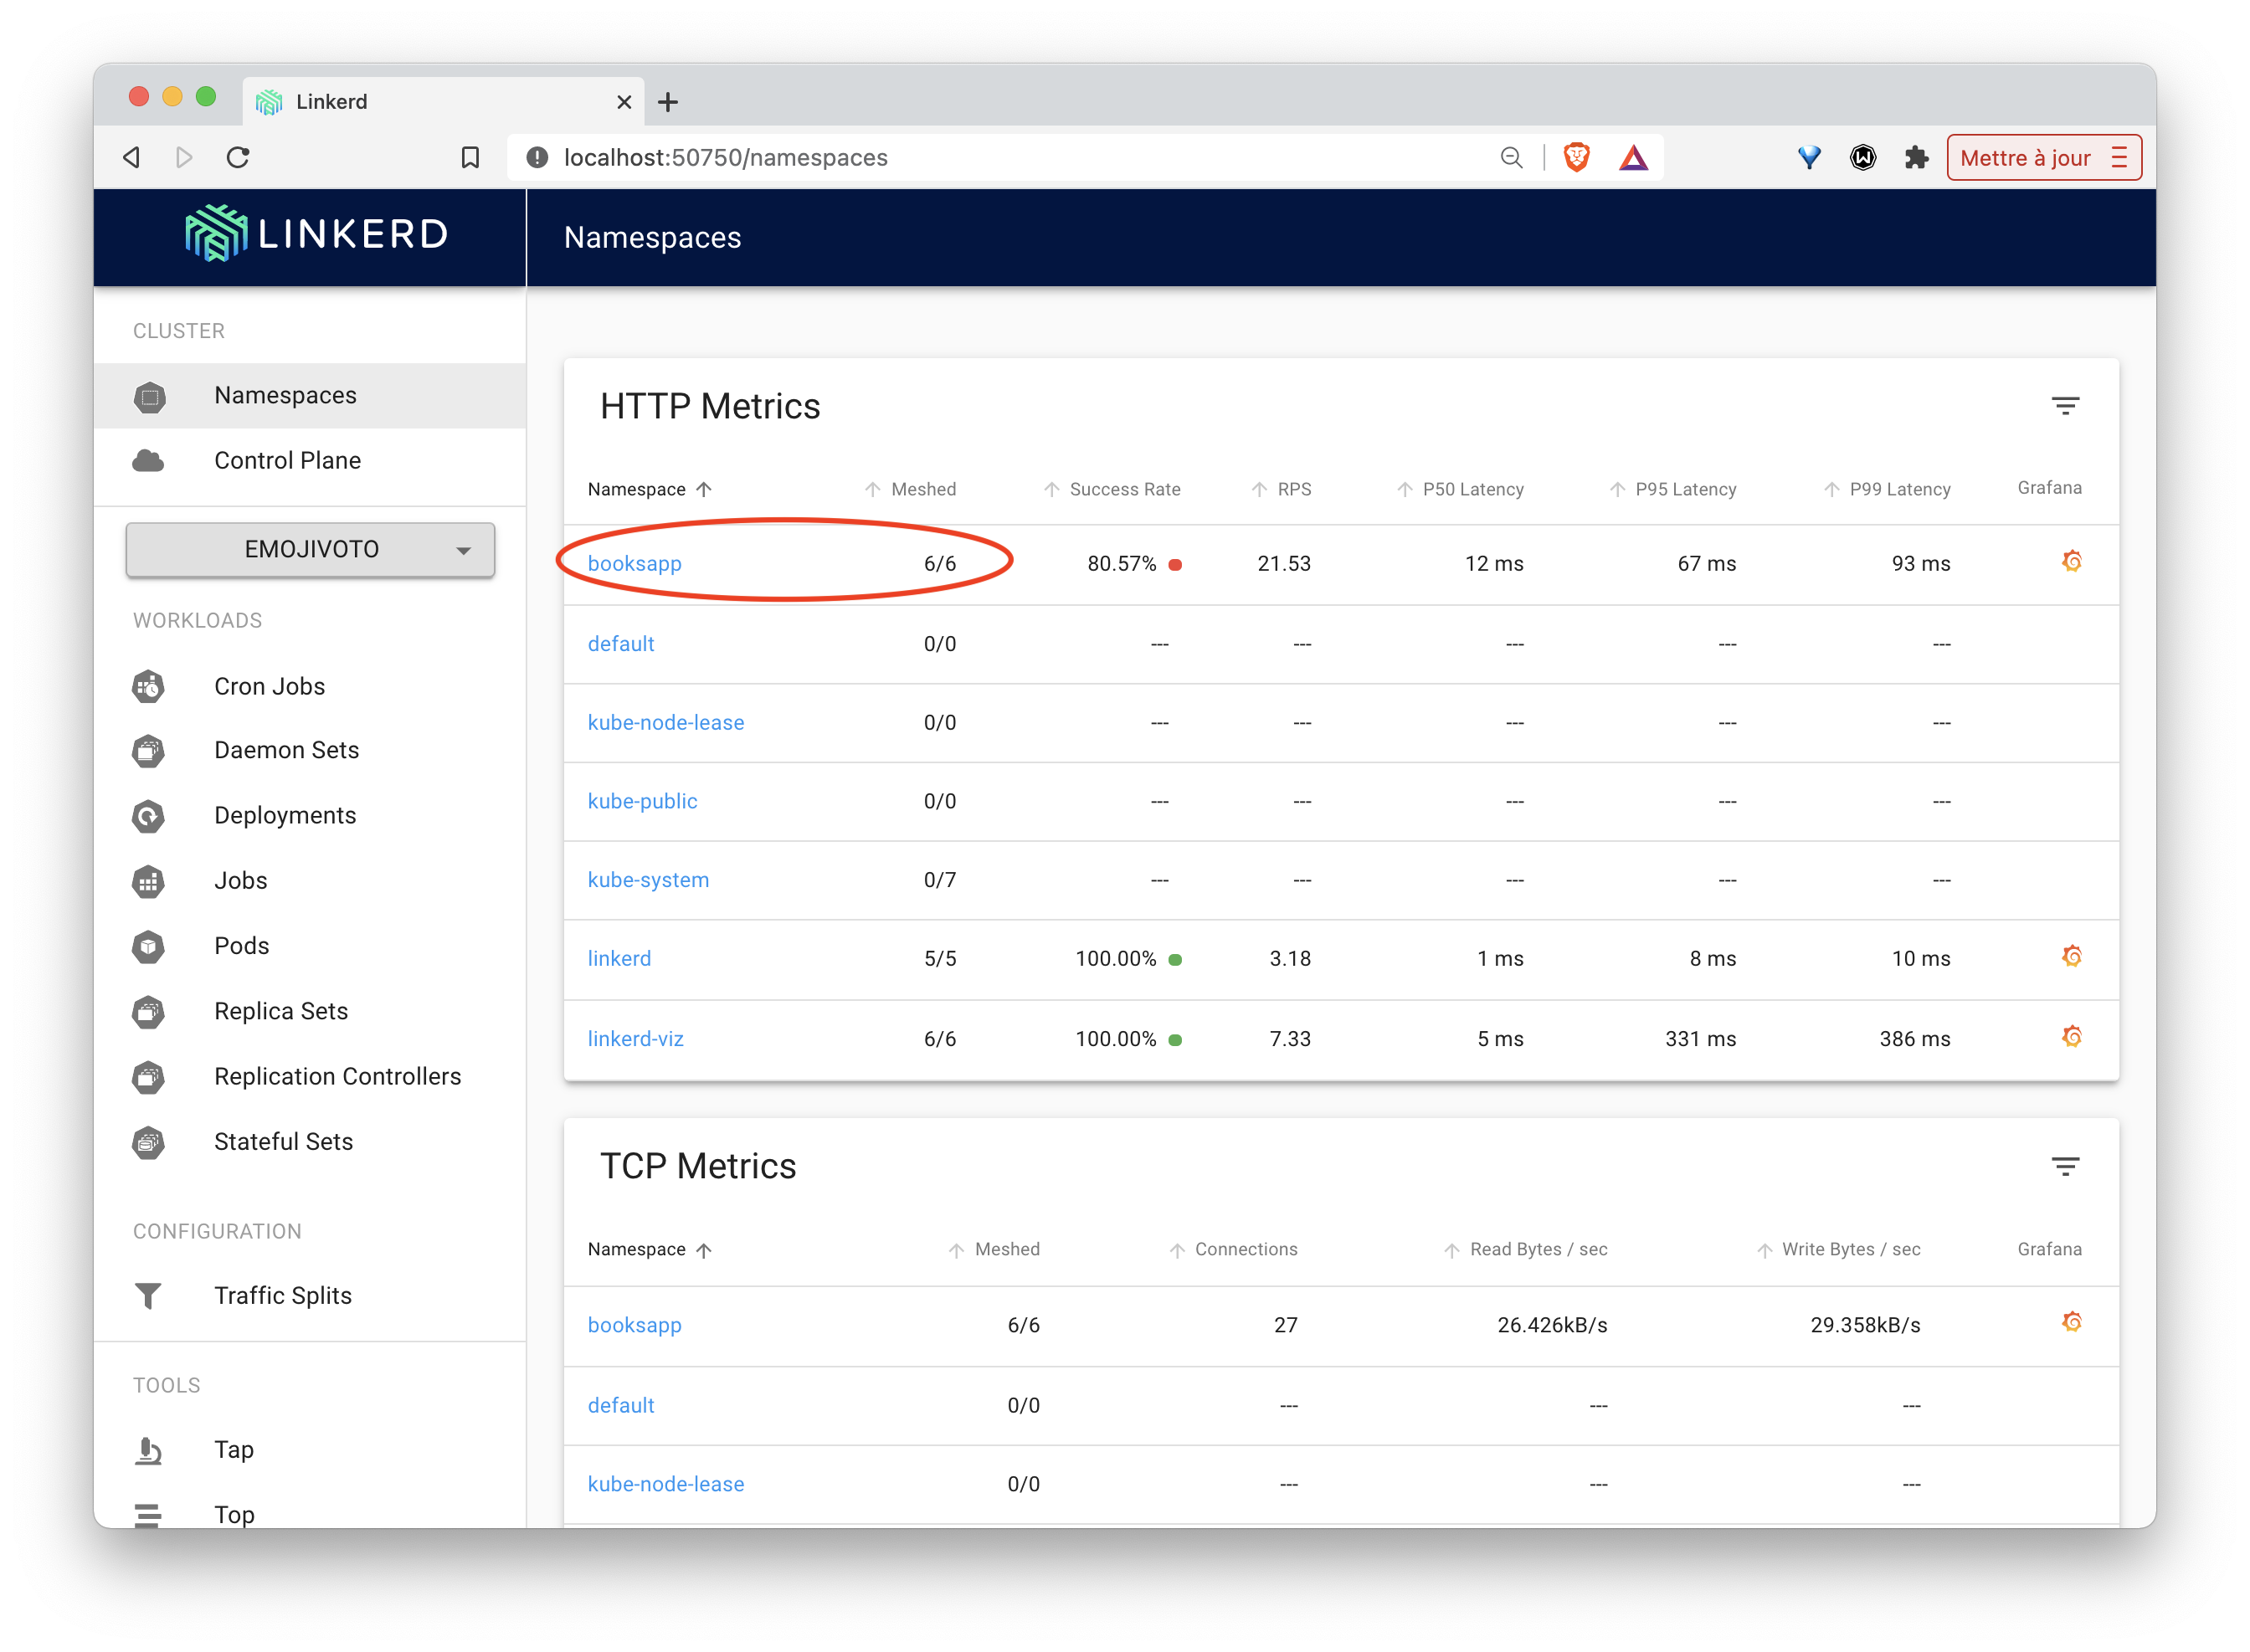 Linkerd
localhost:50750/namespaces
Mettre à jour
LINKERD
Namespaces
CLUSTER
Namespaces
Control Plane
EMOJIVOTO
WORKLOADS
Cron Jobs
Daemon Sets
Deployments
Jobs
Pods
Replica Sets
Replication Controllers
Stateful Sets
CONFIGURATION
Traffic Splits
TOOLS
Tap
Top
HTTP Metrics
Namespace Meshed Success Rate RPS P50 Latency P95 Latency P99 Latency Grafana
booksapp 6/6 80.57% 21.53 12 ms 67 ms 93 ms
default 0/0 --- --- --- --- ---
kube-node-lease 0/0 --- --- --- --- ---
kube-public 0/0 --- --- --- --- ---
kube-system 0/7 --- --- --- --- ---
linkerd 5/5 100.00% 3.18 1 ms 8 ms 10 ms
linkerd-viz 6/6 100.00% 7.33 5 ms 331 ms 386 ms
TCP Metrics
Namespace Meshed Connections Read Bytes / sec Write Bytes / sec Grafana
booksapp 6/6 27 26.426kB/s 29.358kB/s
default 0/0 --- --- ---
kube-node-lease 0/0 --- --- ---